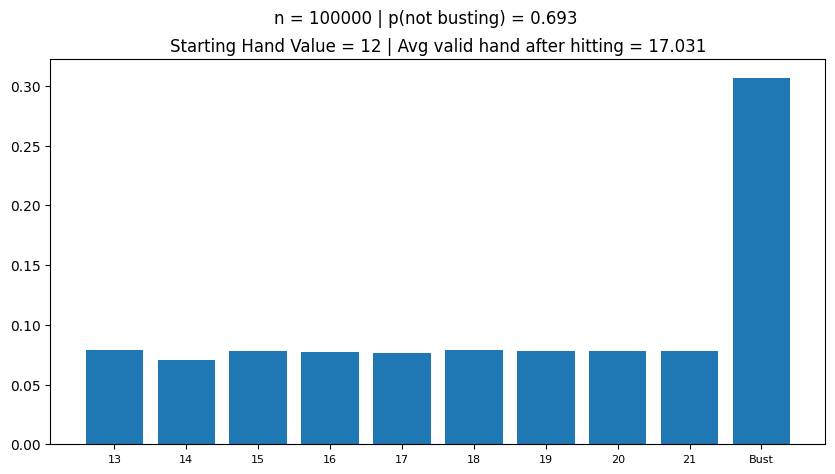 n = 100000 | p(not busting) = 0.693
Starting Hand Value = 12 | Avg valid hand after hitting = 17.031
0.30
0.25
0.20
0.15
0.10
0.05
0.00
13 14 15 16 17 18 19 20 21 Bust